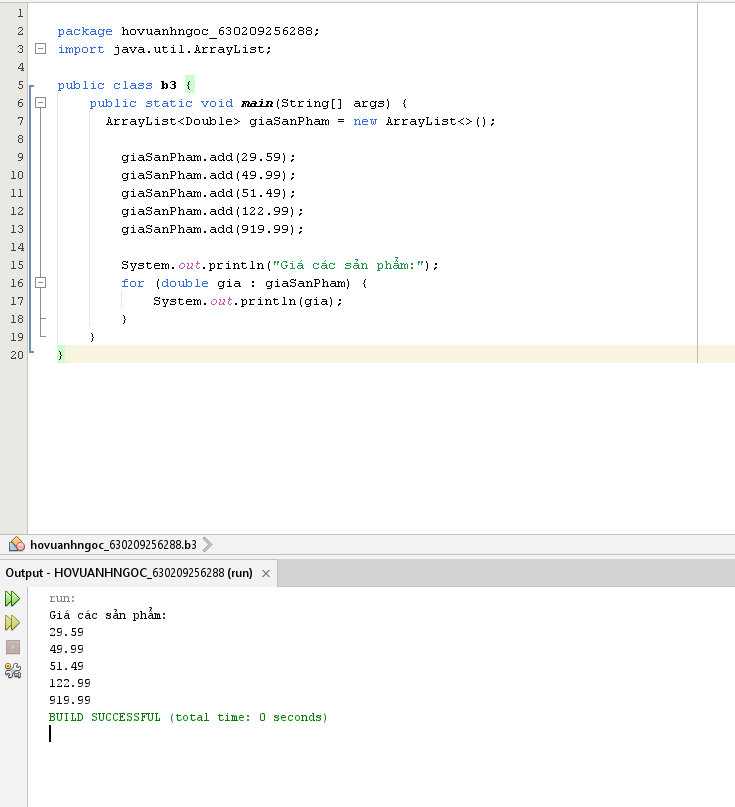 1
2 package hovuanhngoc_630209256288;
3 import java.util.ArrayList;
4
5 public class b3 {
6 public static void main(String[] args) {
7 ArrayList<Double> giaSanPham = new ArrayList<>();
8
9 giaSanPham.add(29.59);
10 giaSanPham.add(49.99);
11 giaSanPham.add(51.49);
12 giaSanPham.add(122.99);
13 giaSanPham.add(919.99);
14
15 System.out.println("Giá các sản phẩm:");
16 for (double gia : giaSanPham) {
17 System.out.println(gia);
18 }
19 }
20 }
hovuanhngoc_630209256288.b3
Output - HOVUANHNGOC_630209256288 (run) ×
run:
Giá các sản phẩm:
29.59
49.99
51.49
122.99
919.99
BUILD SUCCESSFUL (total time: 0 seconds)